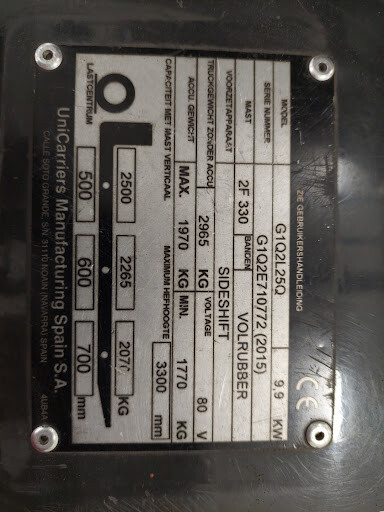 ZIE GEBRUIKERSHANDLEIDING
MODEL G1Q2L25Q 9,9 KW
SERIE NUMMER G1Q2E710772 (2015)
MAST 2F 330 BANDEN VOLRUBBER
VOORZETAPPARAST SIDESHIFT
TRUCKGEWICHT ZONDER ACCU 2965 KG VOLTAGE 80 V
ACCU. GEWICHT MAX. 1970 KG MIN. 1770 KG
CAPACITEIT MET MAST VERTICAAL MAXIMUM HEFHOOGTE 3300 mm
2500 2265 2070 KG
LASTCENTRUM 500 600 700 mm
UniCarriers Manufacturing Spain S.A.
CALLE SOTO GRANDE, S/N, 31110 NOAIN (NAVARRA) SPAIN
CE